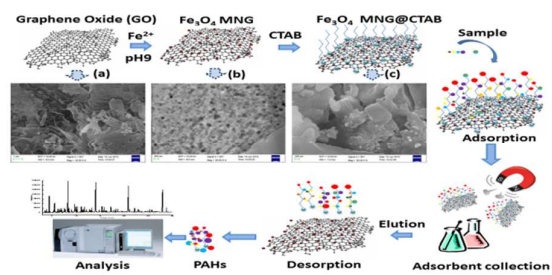 Graphene Oxide (GO)
Fe₃O₄ MNG
Fe₃O₄ MNG@CTAB
Fe²⁺
pH9
CTAB
Sample
(a)
(b)
(c)
Adsorption
Elution
Analysis
PAHs
Desorption
Adsorbent collection